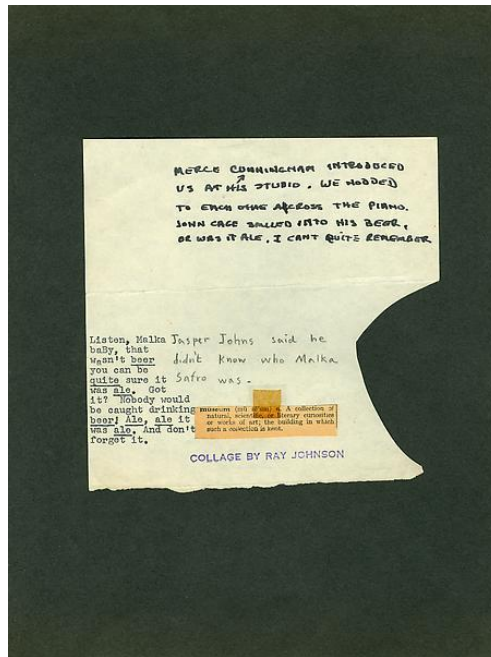 MERCE CUNNINGHAM INTRODUCED
US AT HIS STUDIO. WE NODDED
TO EACH OTHE ACROSS THE PIANO.
JOHN CAGE SMILED INTO HIS BEER,
OR WAS IT ALE, I CANT QUITE REMEMBER
Listen, Malka
baBy, that
wasn't beer
you can be
quite sure it
was ale. Got
it? Nobody would
be caught drinking
beer! Ale, ale it
was ale. And don't
forget it.
Jasper Johns said he
didn't know who Malka
Safro was.
museum n. A collection of
natural, scientific, or literary curiosities
or works of art; the building in which
such a collection is kept.
COLLAGE BY RAY JOHNSON